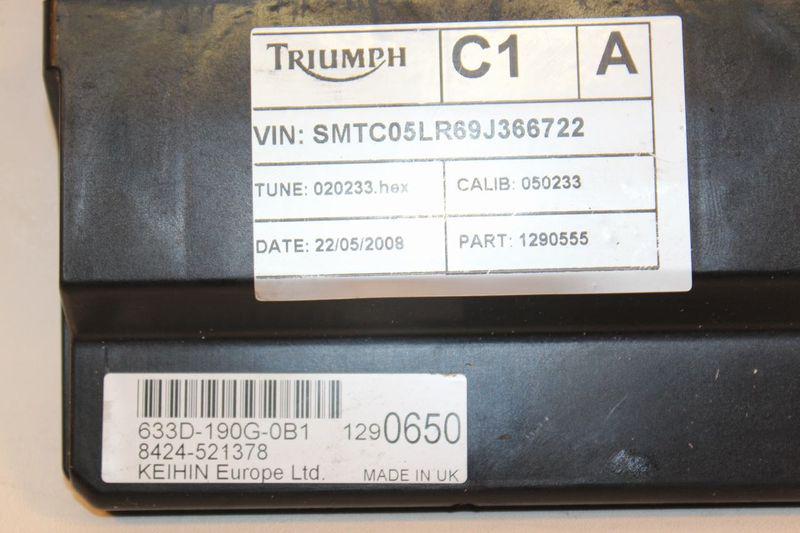 TRIUMPH C1 A
VIN: SMTC05LR69J366722
TUNE: 020233.hex CALIB: 050233
DATE: 22/05/2008 PART: 1290555
633D-190G-0B1 1290650
8424-521378
KEIHIN Europe Ltd. MADE IN UK